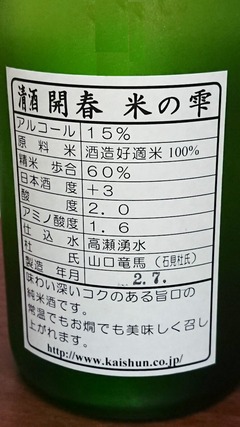 清酒 開春 米の雫
アルコール 15%
原料米 酒造好適米100%
精米歩合 60%
日本酒度 +3
酸度 2.0
アミノ酸度 1.6
仕込水 高瀬湧水
杜氏 山口竜馬(石見杜氏)
製造年月 2.7.
味わい深いコクのある旨口の
純米酒です。
常温でもお燗でも美味しく召し
上がれます。
http://www.kaishun.co.jp/